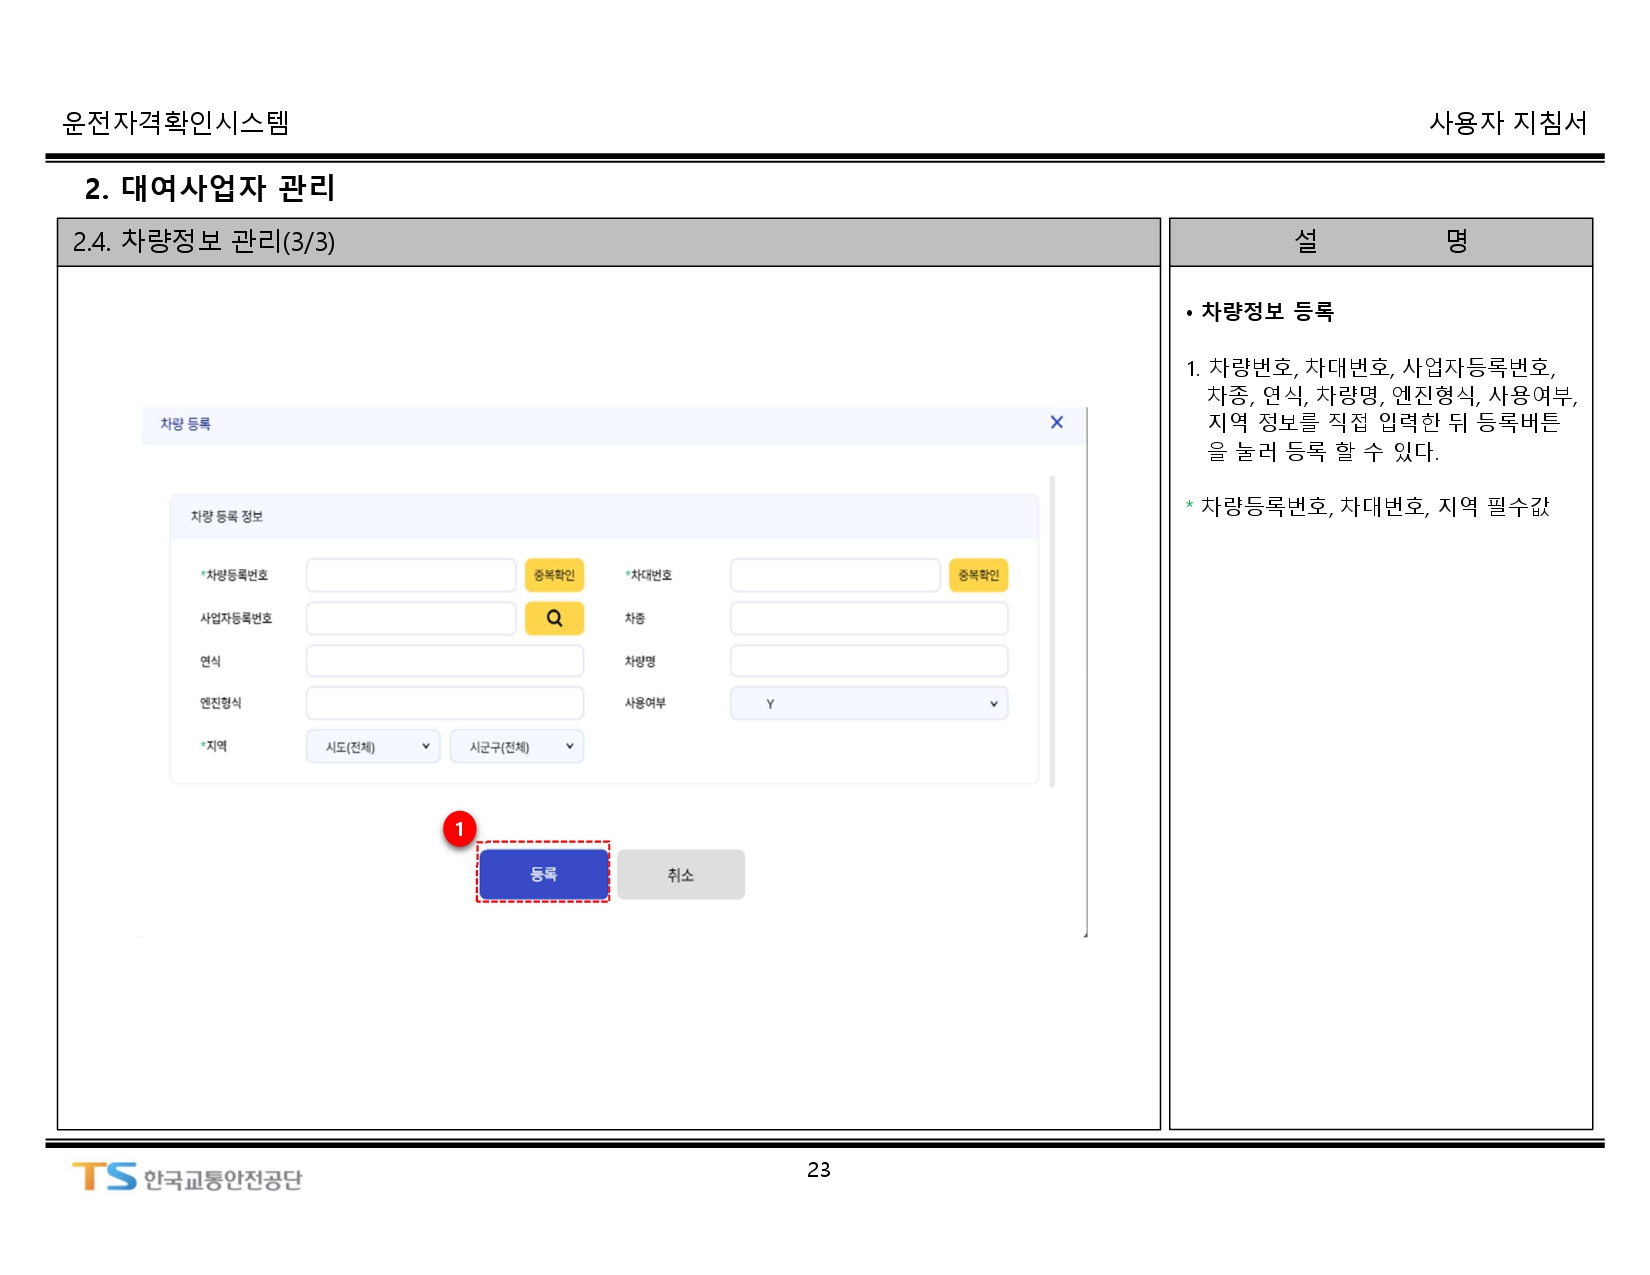 운전자격확인시스템
사용자 지침서
2. 대여사업자 관리
2.4. 차량정보 관리(3/3)
설 명
차량 등록
차량 등록 정보
*차량등록번호
중복확인
*차대번호
중복확인
사업자등록번호
차종
연식
차량명
엔진형식
사용여부
Y
*지역
시도(전체)
시군구(전체)
1
등록
취소
• 차량정보 등록
1. 차량번호, 차대번호, 사업자등록번호,
차종, 연식, 차량명, 엔진형식, 사용여부,
지역 정보를 직접 입력한 뒤 등록버튼
을 눌러 등록 할 수 있다.
* 차량등록번호, 차대번호, 지역 필수값
TS 한국교통안전공단
23